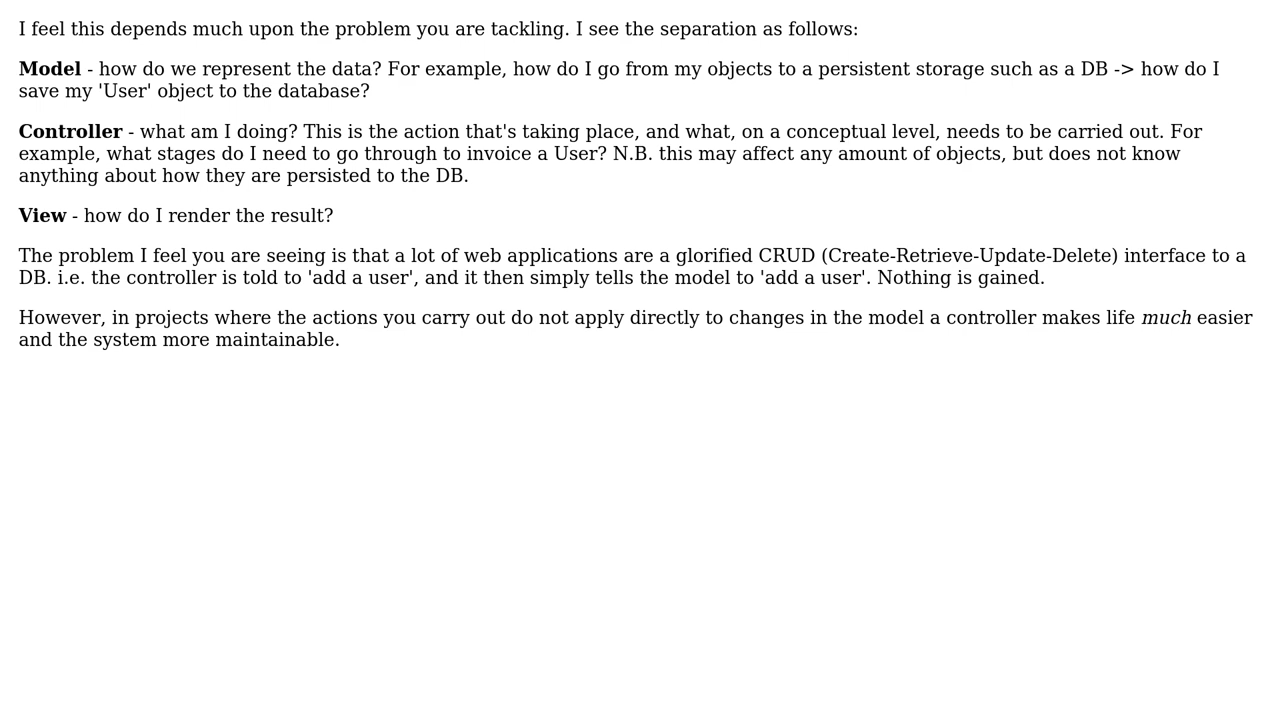 I feel this depends much upon the problem you are tackling. I see the separation as follows:
Model - how do we represent the data? For example, how do I go from my objects to a persistent storage such as a DB -> how do I
save my 'User' object to the database?
Controller - what am I doing? This is the action that's taking place, and what, on a conceptual level, needs to be carried out. For
example, what stages do I need to go through to invoice a User? N.B. this may affect any amount of objects, but does not know
anything about how they are persisted to the DB.
View - how do I render the result?
The problem I feel you are seeing is that a lot of web applications are a glorified CRUD (Create-Retrieve-Update-Delete) interface to a
DB. i.e. the controller is told to 'add a user', and it then simply tells the model to 'add a user'. Nothing is gained.
However, in projects where the actions you carry out do not apply directly to changes in the model a controller makes life much easier
and the system more maintainable.